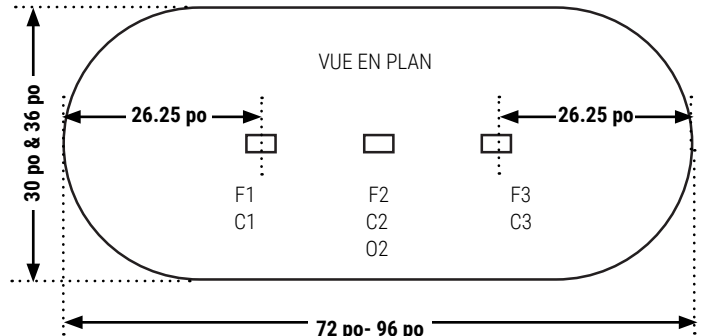 VUE EN PLAN
26.25 po
26.25 po
30 po & 36 po
F1
C1
F2
C2
O2
F3
C3
72 po- 96 po